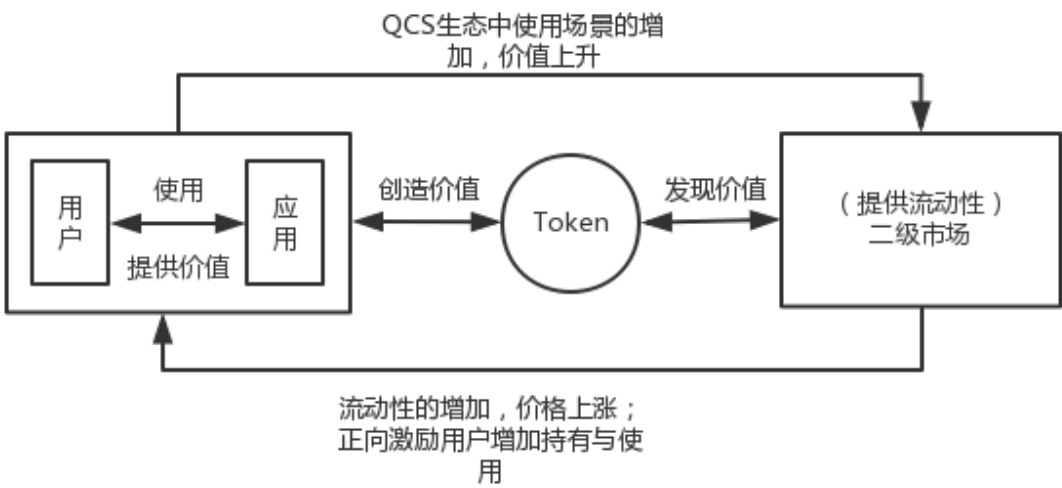 QCS生态中使用场景的增
加，价值上升
用
户
使用
提供价值
应
用
创造价值
Token
发现价值
（提供流动性）
二级市场
流动性的增加，价格上涨；
正向激励用户增加持有与使
用